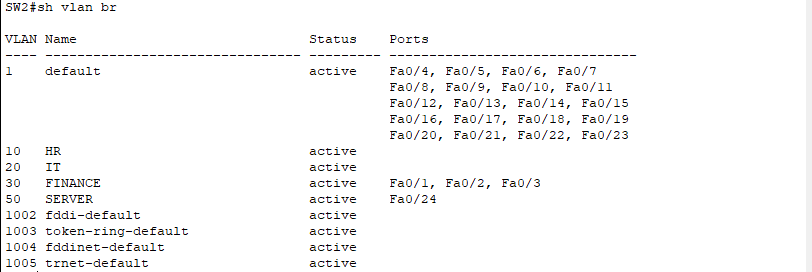 SW2#sh vlan br
VLAN Name                             Status    Ports
---- -------------------------------- --------- -------------------------------
1    default                          active    Fa0/4, Fa0/5, Fa0/6, Fa0/7
                                                Fa0/8, Fa0/9, Fa0/10, Fa0/11
                                                Fa0/12, Fa0/13, Fa0/14, Fa0/15
                                                Fa0/16, Fa0/17, Fa0/18, Fa0/19
                                                Fa0/20, Fa0/21, Fa0/22, Fa0/23
10   HR                               active
20   IT                               active
30   FINANCE                          active    Fa0/1, Fa0/2, Fa0/3
50   SERVER                           active    Fa0/24
1002 fddi-default                     active
1003 token-ring-default               active
1004 fddinet-default                  active
1005 trnet-default                    active